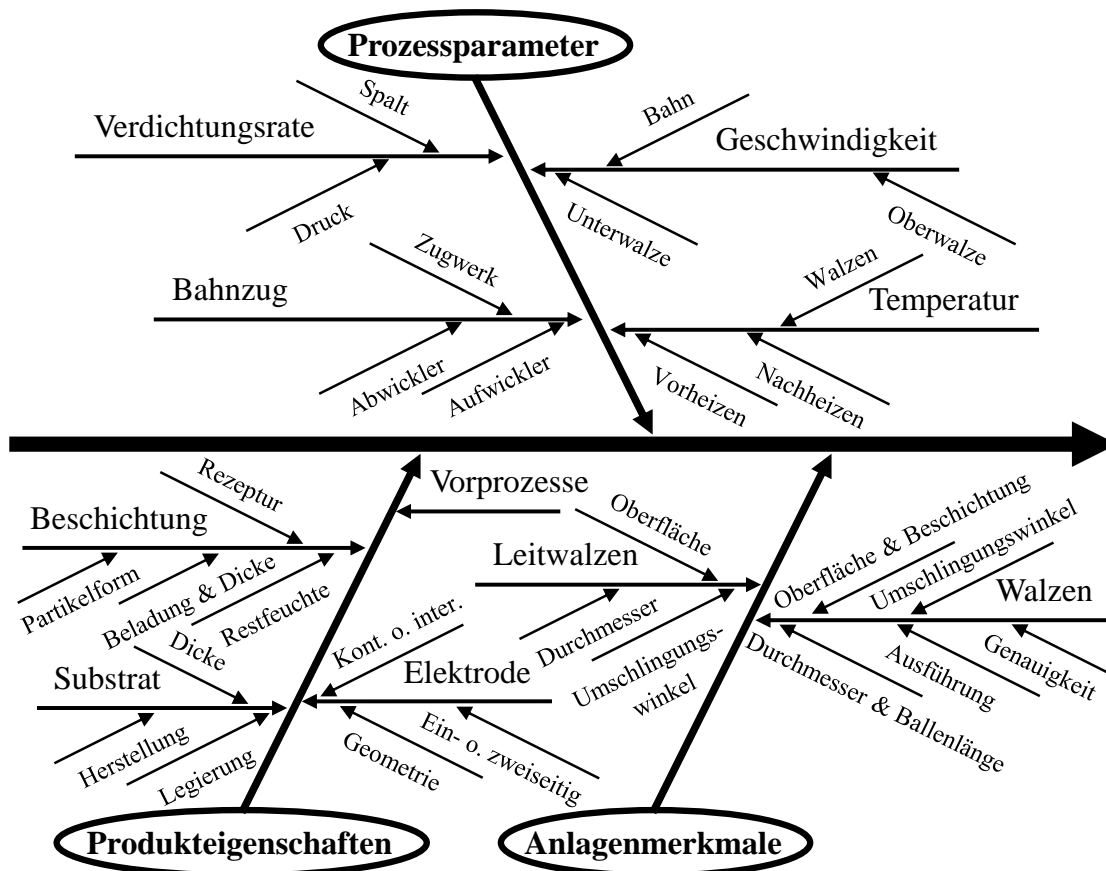 Prozessparameter
Spalt
Verdichtungsrate
Druck
Bahn
Geschwindigkeit
Unterwalze
Oberwalze
Zugwerk
Bahnzug
Abwickler
Aufwickler
Walzen
Temperatur
Vorheizen
Nachheizen
Rezeptur
Beschichtung
Partikelform
Beladung & Dicke
Restfeuchte
Vorprozesse
Dicke
Substrat
Herstellung
Legierung
Kont. o. inter.
Elektrode
Geometrie
Ein- o. zweiseitig
Oberfläche
Leitwalzen
Durchmesser
Umschlingungs-
winkel
Oberfläche & Beschichtung
Umschlingungswinkel
Walzen
Durchmesser & Ballenlänge
Ausführung
Genauigkeit
Produkteigenschaften
Anlagenmerkmale